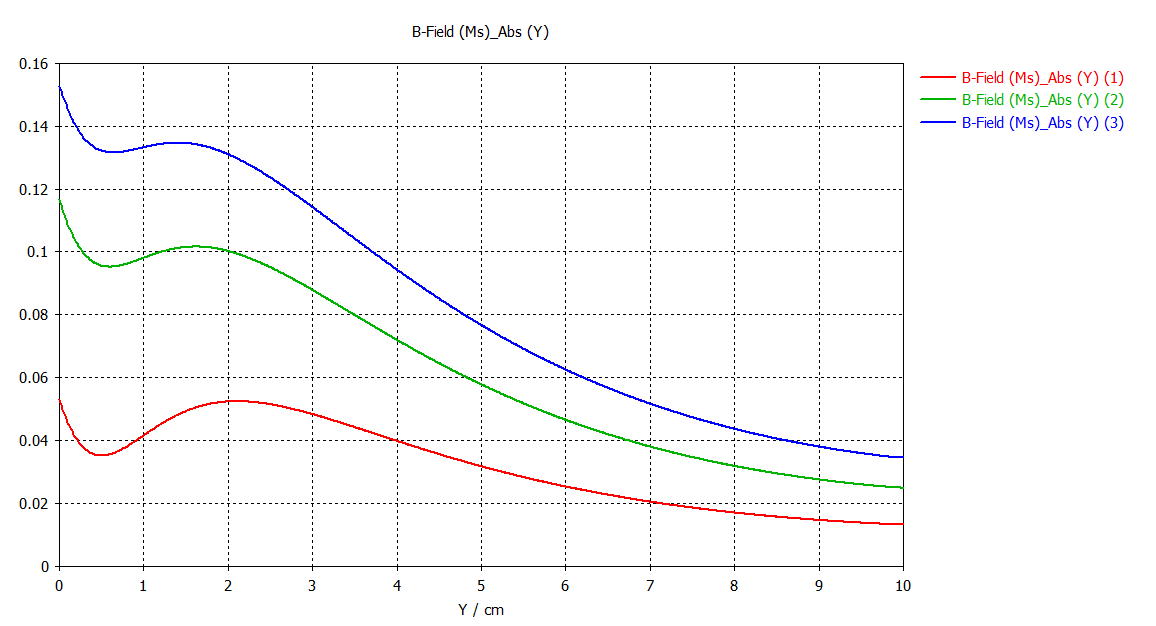 B-Field (Ms)_Abs (Y)
0.16
0.14
0.12
0.1
0.08
0.06
0.04
0.02
0
0 1 2 3 4 5 6 7 8 9 10
Y / cm
B-Field (Ms)_Abs (Y) (1)
B-Field (Ms)_Abs (Y) (2)
B-Field (Ms)_Abs (Y) (3)